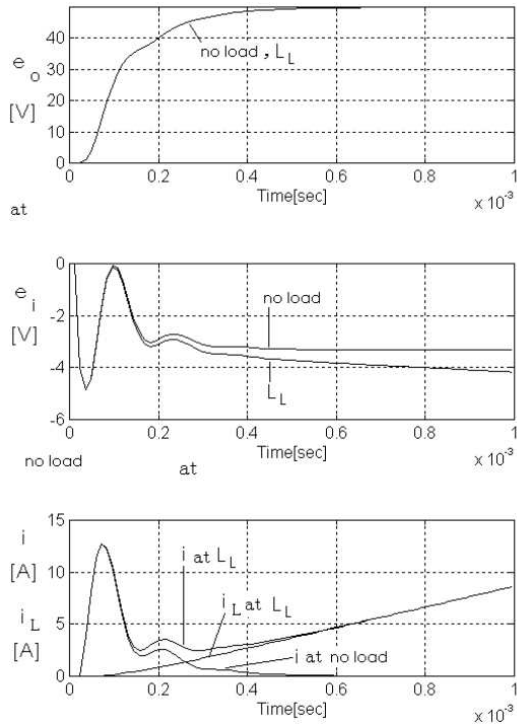 40
30
20
10
0
e o
[V]
no load , L L
0 0.2 0.4 0.6 0.8 1
Time[sec]
x 10 -3
at
0
-2
-4
-6
e i
[V]
no load
L L
0 0.2 0.4 0.6 0.8 1
Time[sec]
x 10 -3
no load
at
15
10
5
0
i
[A]
i L
[A]
i at L L
i L at L L
i at no load
0 0.2 0.4 0.6 0.8 1
Time[sec]
x 10 -3